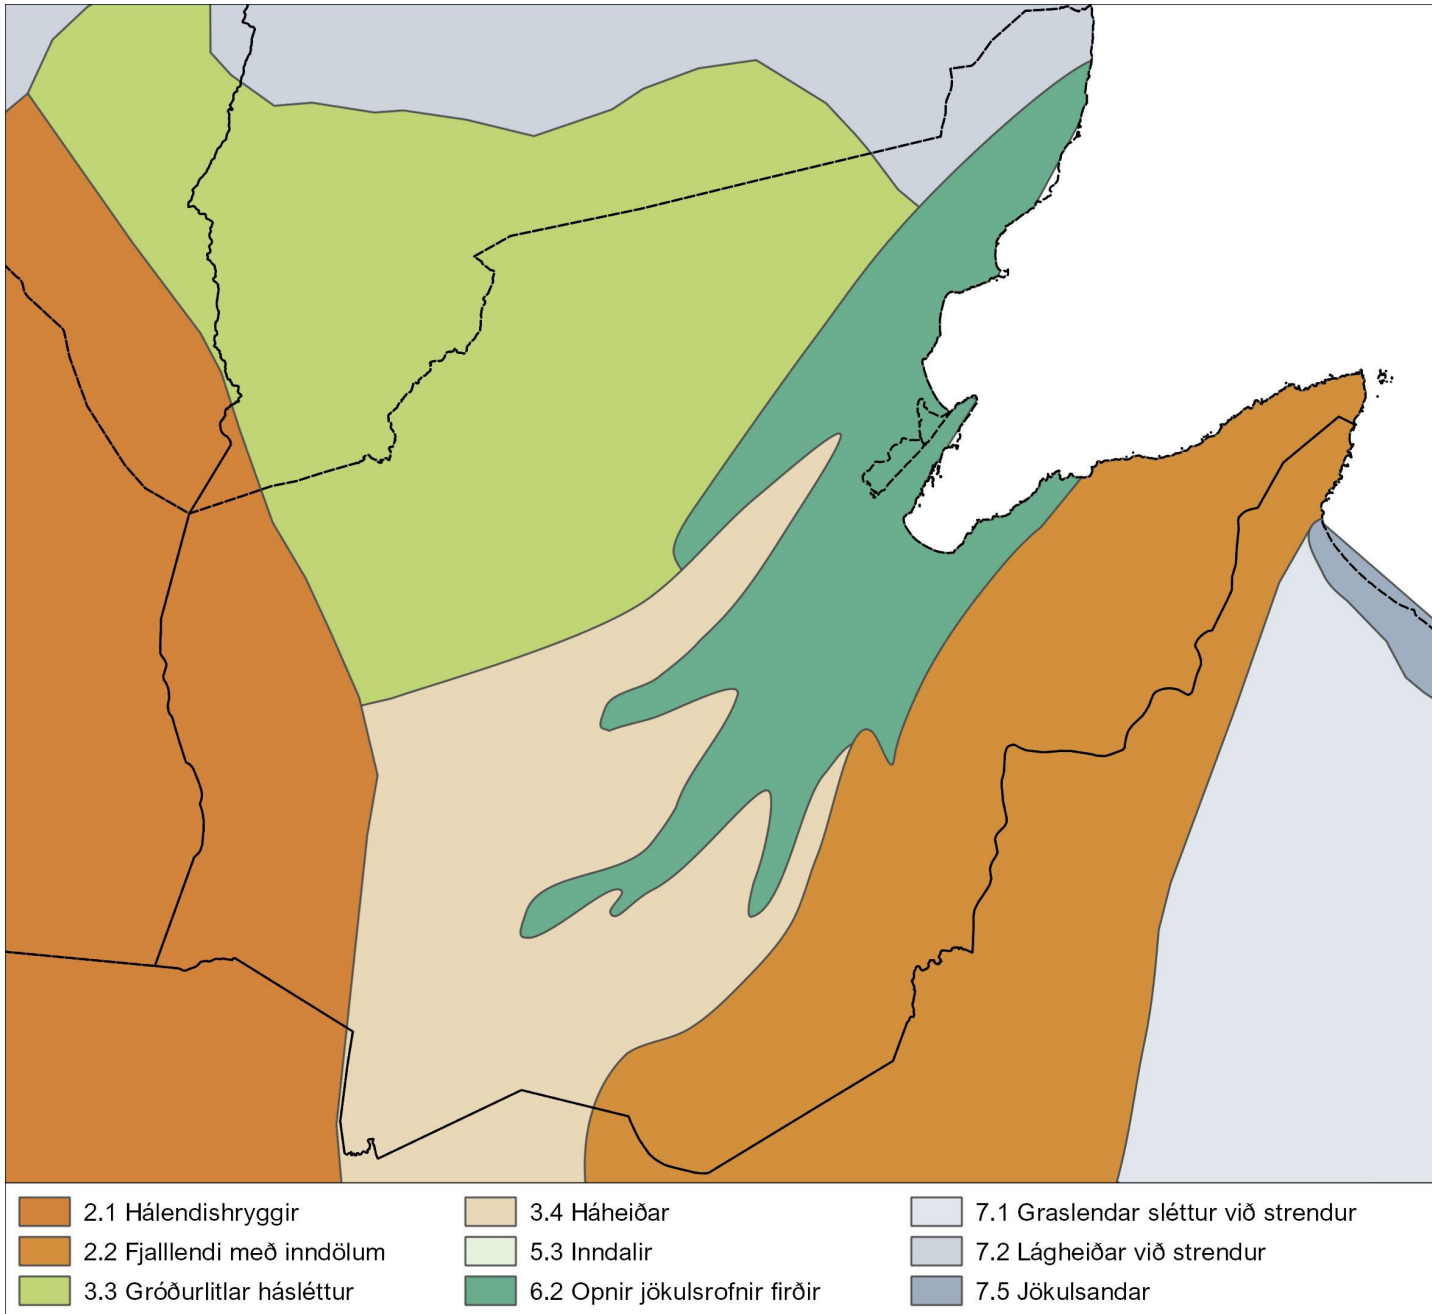 2.1 Hálendishryggir
2.2 Fjalllendi með inndölum
3.3 Gróðurlitlar hásléttur
3.4 Háheiðar
5.3 Inndalir
6.2 Opnir jökulsrofnir firðir
7.1 Graslendar sléttur við strendur
7.2 Lágheiðar við strendur
7.5 Jökulsandar